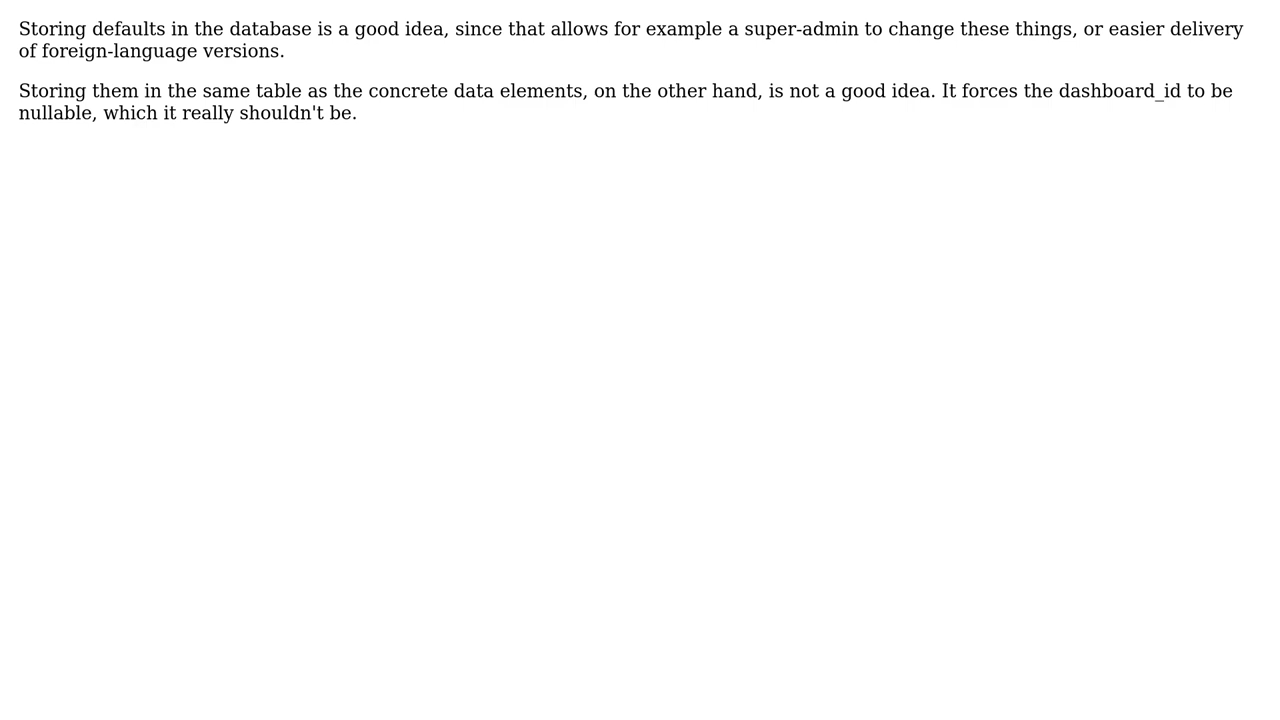 Storing defaults in the database is a good idea, since that allows for example a super-admin to change these things, or easier delivery
of foreign-language versions.
Storing them in the same table as the concrete data elements, on the other hand, is not a good idea. It forces the dashboard_id to be
nullable, which it really shouldn't be.